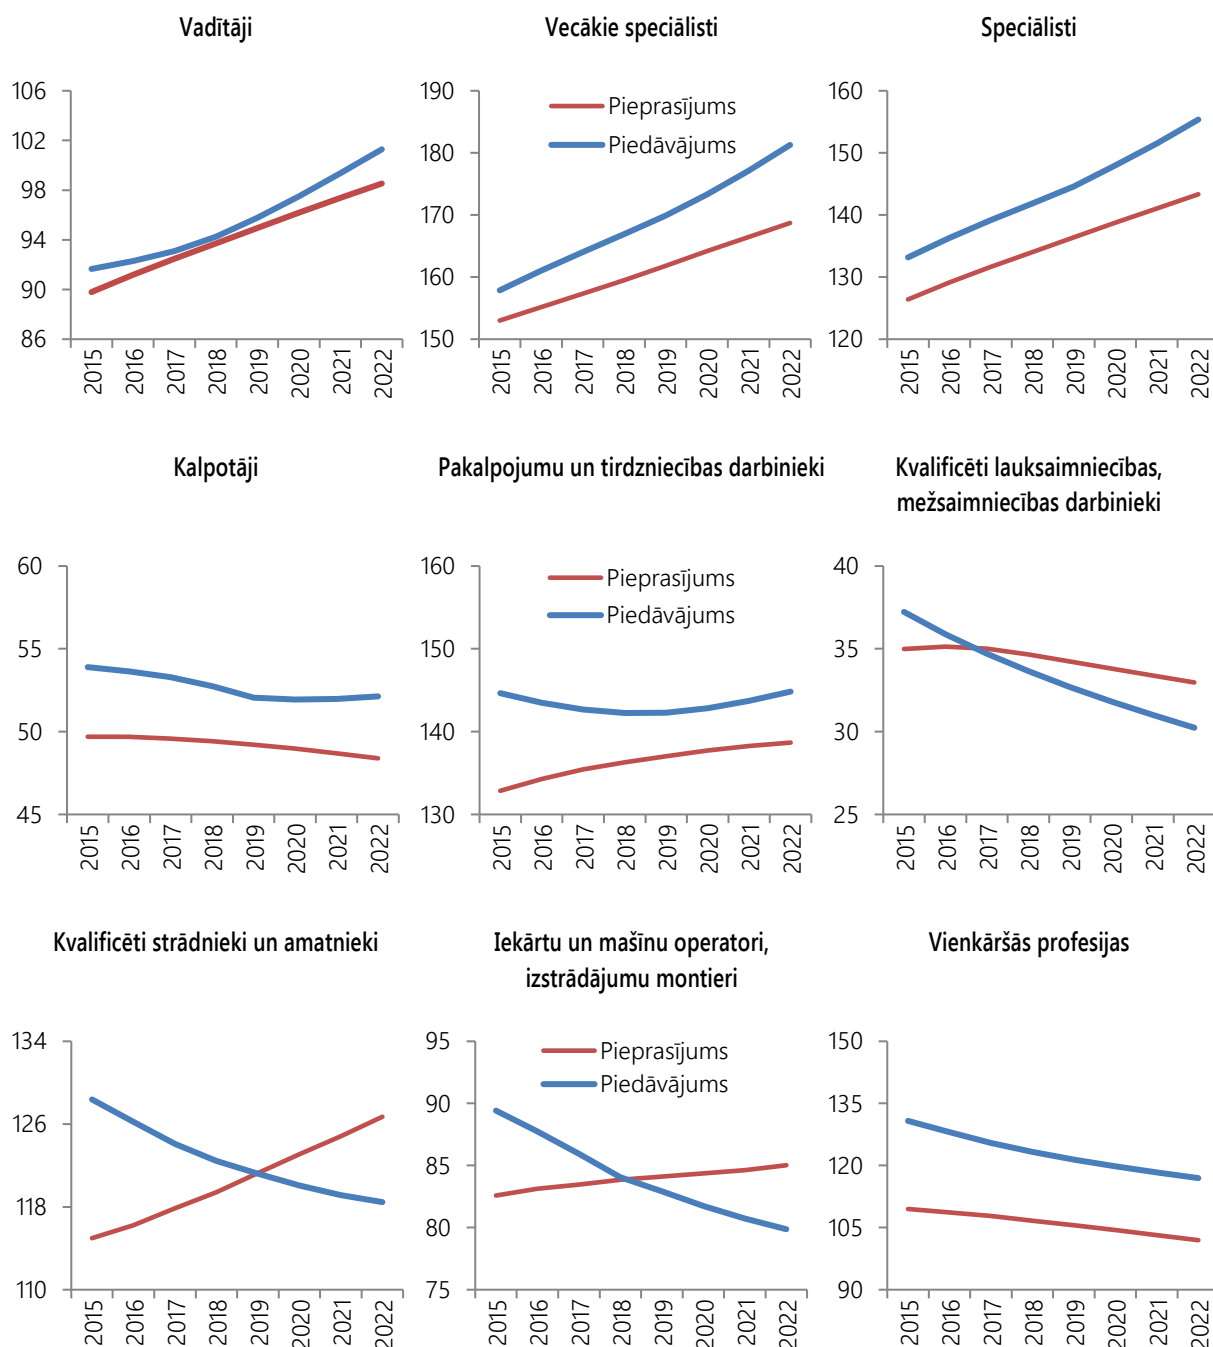 Vadītāji
106
102
98
94
90
86
2015 2016 2017 2018 2019 2020 2021 2022
Vecākie speciālisti
190
180
170
160
150
Pieprasījums
Piedāvājums
2015 2016 2017 2018 2019 2020 2021 2022
Speciālisti
160
150
140
130
120
2015 2016 2017 2018 2019 2020 2021 2022
Kalpotāji
60
55
50
45
2015 2016 2017 2018 2019 2020 2021 2022
Pakalpojumu un tirdzniecības darbinieki
160
150
140
130
Pieprasījums
Piedāvājums
2015 2016 2017 2018 2019 2020 2021 2022
Kvalificēti lauksaimniecības,
mežsaimniecības darbinieki
40
35
30
25
2015 2016 2017 2018 2019 2020 2021 2022
Kvalificēti strādnieki un amatnieki
134
126
118
110
2015 2016 2017 2018 2019 2020 2021 2022
Iekārtu un mašīnu operatori,
izstrādājumu montieri
95
90
85
80
75
Pieprasījums
Piedāvājums
2015 2016 2017 2018 2019 2020 2021 2022
Vienkāršās profesijas
150
135
120
105
90
2015 2016 2017 2018 2019 2020 2021 2022